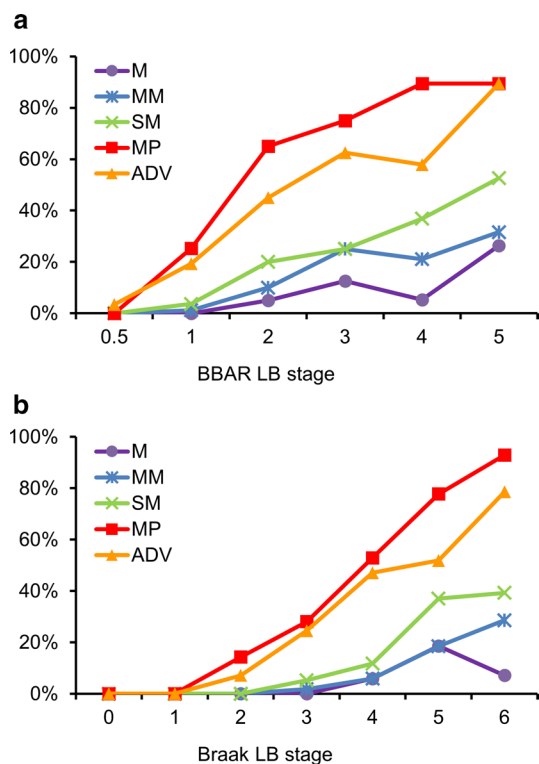 a
100%
80%
60%
40%
20%
0%
M
MM
SM
MP
ADV
0.5 1 2 3 4 5
BBAR LB stage
b
100%
80%
60%
40%
20%
0%
M
MM
SM
MP
ADV
0 1 2 3 4 5 6
Braak LB stage